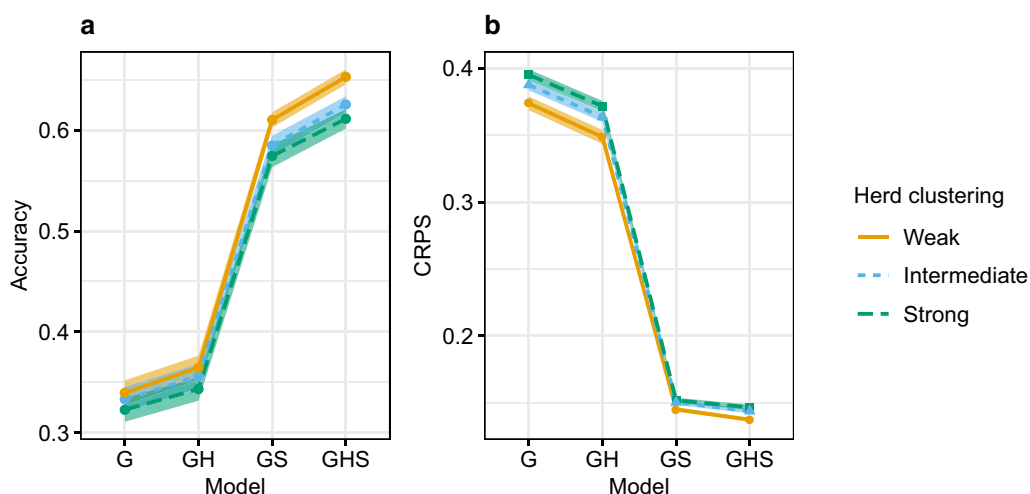 a
Accuracy
0.6
0.5
0.4
0.3
G GH GS GHS
Model
b
CRPS
0.4
0.3
0.2
G GH GS GHS
Model
Herd clustering
Weak
Intermediate
Strong